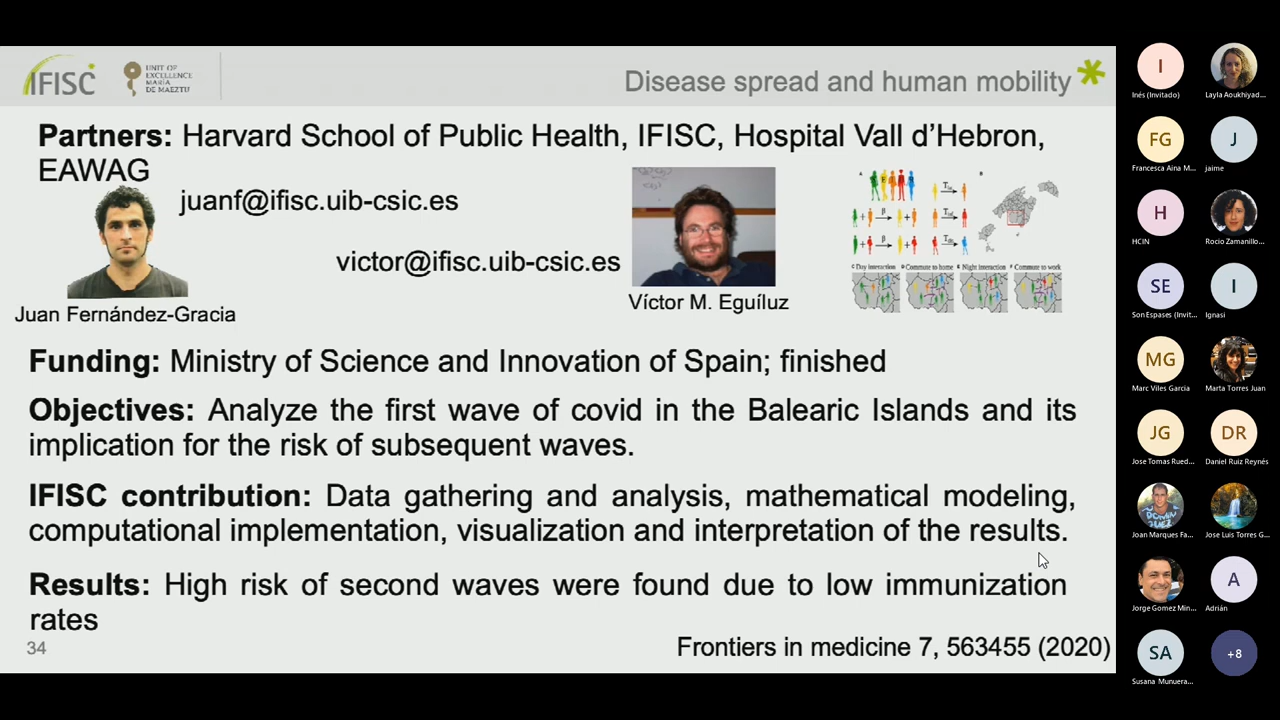 IFISC
UNIT OF
EXCELLENCE
MARÍA
DE MAEZTU
Disease spread and human mobility
Partners: Harvard School of Public Health, IFISC, Hospital Vall d’Hebron,
EAWAG
juanf@ifisc.uib-csic.es
victor@ifisc.uib-csic.es
Juan Fernández-Gracia
Víctor M. Eguíluz
A
B
C Day interaction
D Commute to home
E Night interaction
F Commute to work
Funding: Ministry of Science and Innovation of Spain; finished
Objectives: Analyze the first wave of covid in the Balearic Islands and its
implication for the risk of subsequent waves.
IFISC contribution: Data gathering and analysis, mathematical modeling,
computational implementation, visualization and interpretation of the results.
Results: High risk of second waves were found due to low immunization
rates
34
Frontiers in medicine 7, 563455 (2020)
I
Inés (Invitado)
Layla Aoukhiyad...
FG
Francesca Aina M...
J
jaime
H
HCIN
Rocio Zamanillo...
SE
Son Espases (Invit...
I
Ignasi
MG
Marc Viles Garcia
Marta Torres Juan
JG
Jose Tomas Rued...
DR
Daniel Ruiz Reynés
Joan Marques Fa...
Jose Luis Torres G...
Jorge Gomez Min...
A
Adrián
SA
Susana Munuera...
+8